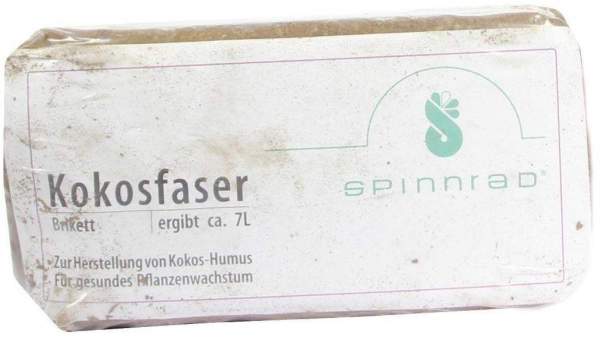 spinnrad®
Kokosfaser
Brikett ergibt ca. 7L
Zur Herstellung von Kokos-Humus
Für gesundes Pflanzenwachstum